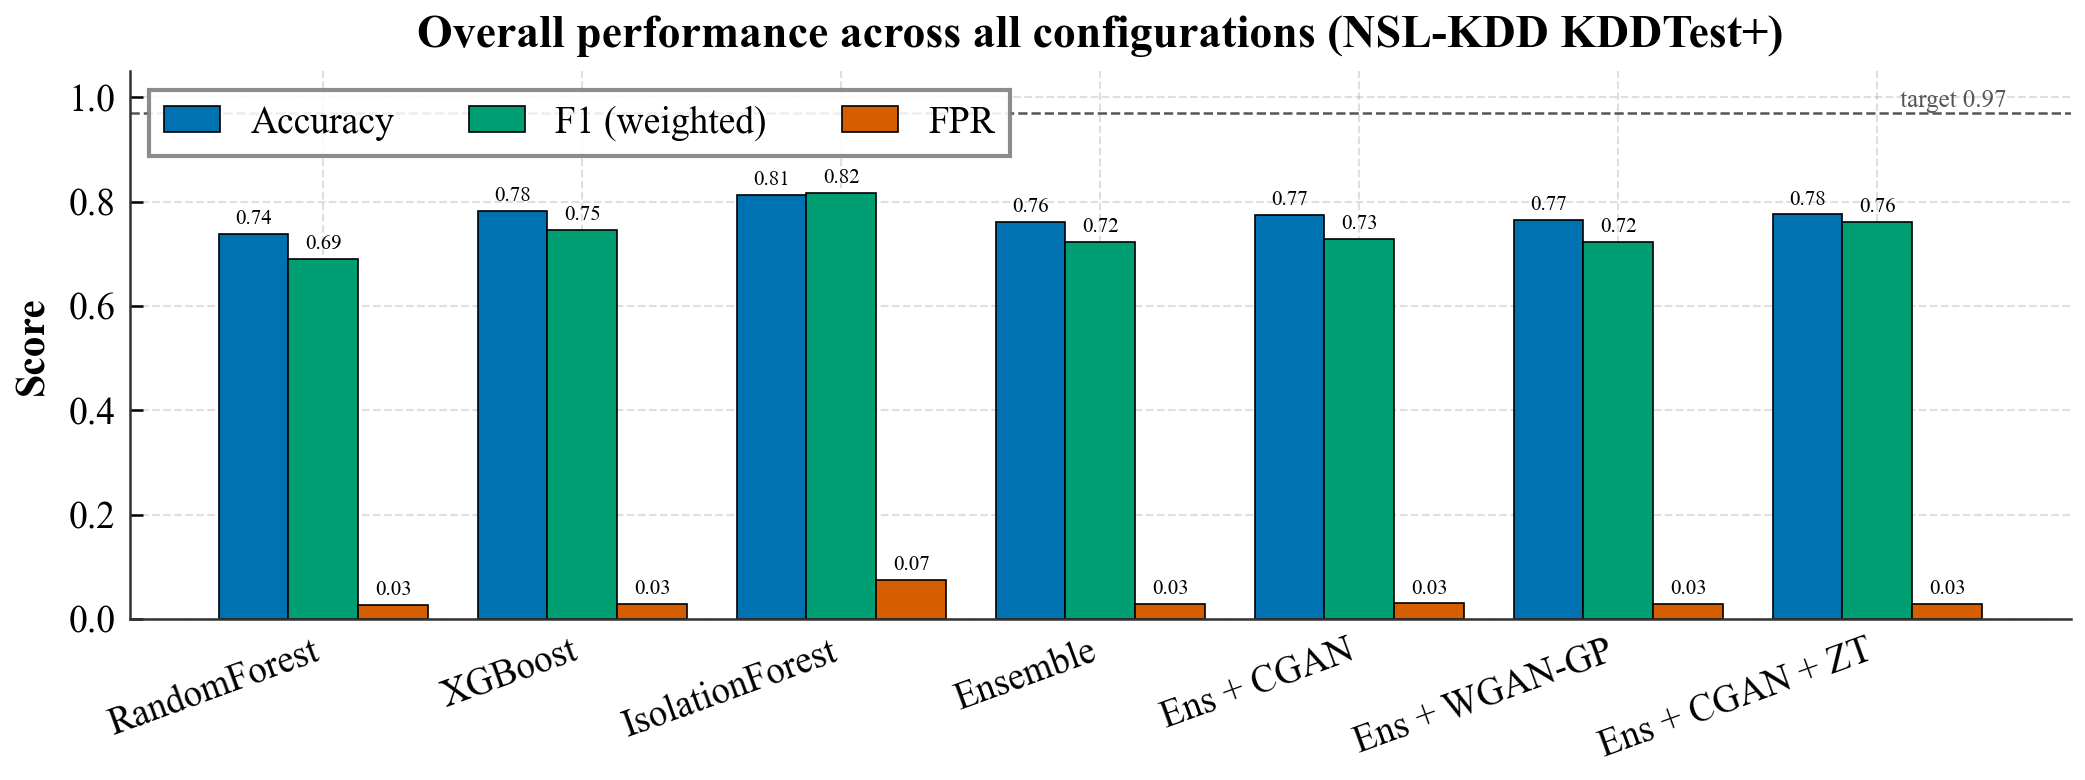 Overall performance across all configurations (NSL-KDD KDDTest+)
Score
1.0
0.8
0.6
0.4
0.2
0.0
Accuracy F1 (weighted) FPR
target 0.97
0.74 0.69 0.03
0.78 0.75 0.03
0.81 0.82 0.07
0.76 0.72 0.03
0.77 0.73 0.03
0.77 0.72 0.03
0.78 0.76 0.03
RandomForest
XGBoost
IsolationForest
Ensemble
Ens + CGAN
Ens + WGAN-GP
Ens + CGAN + ZT